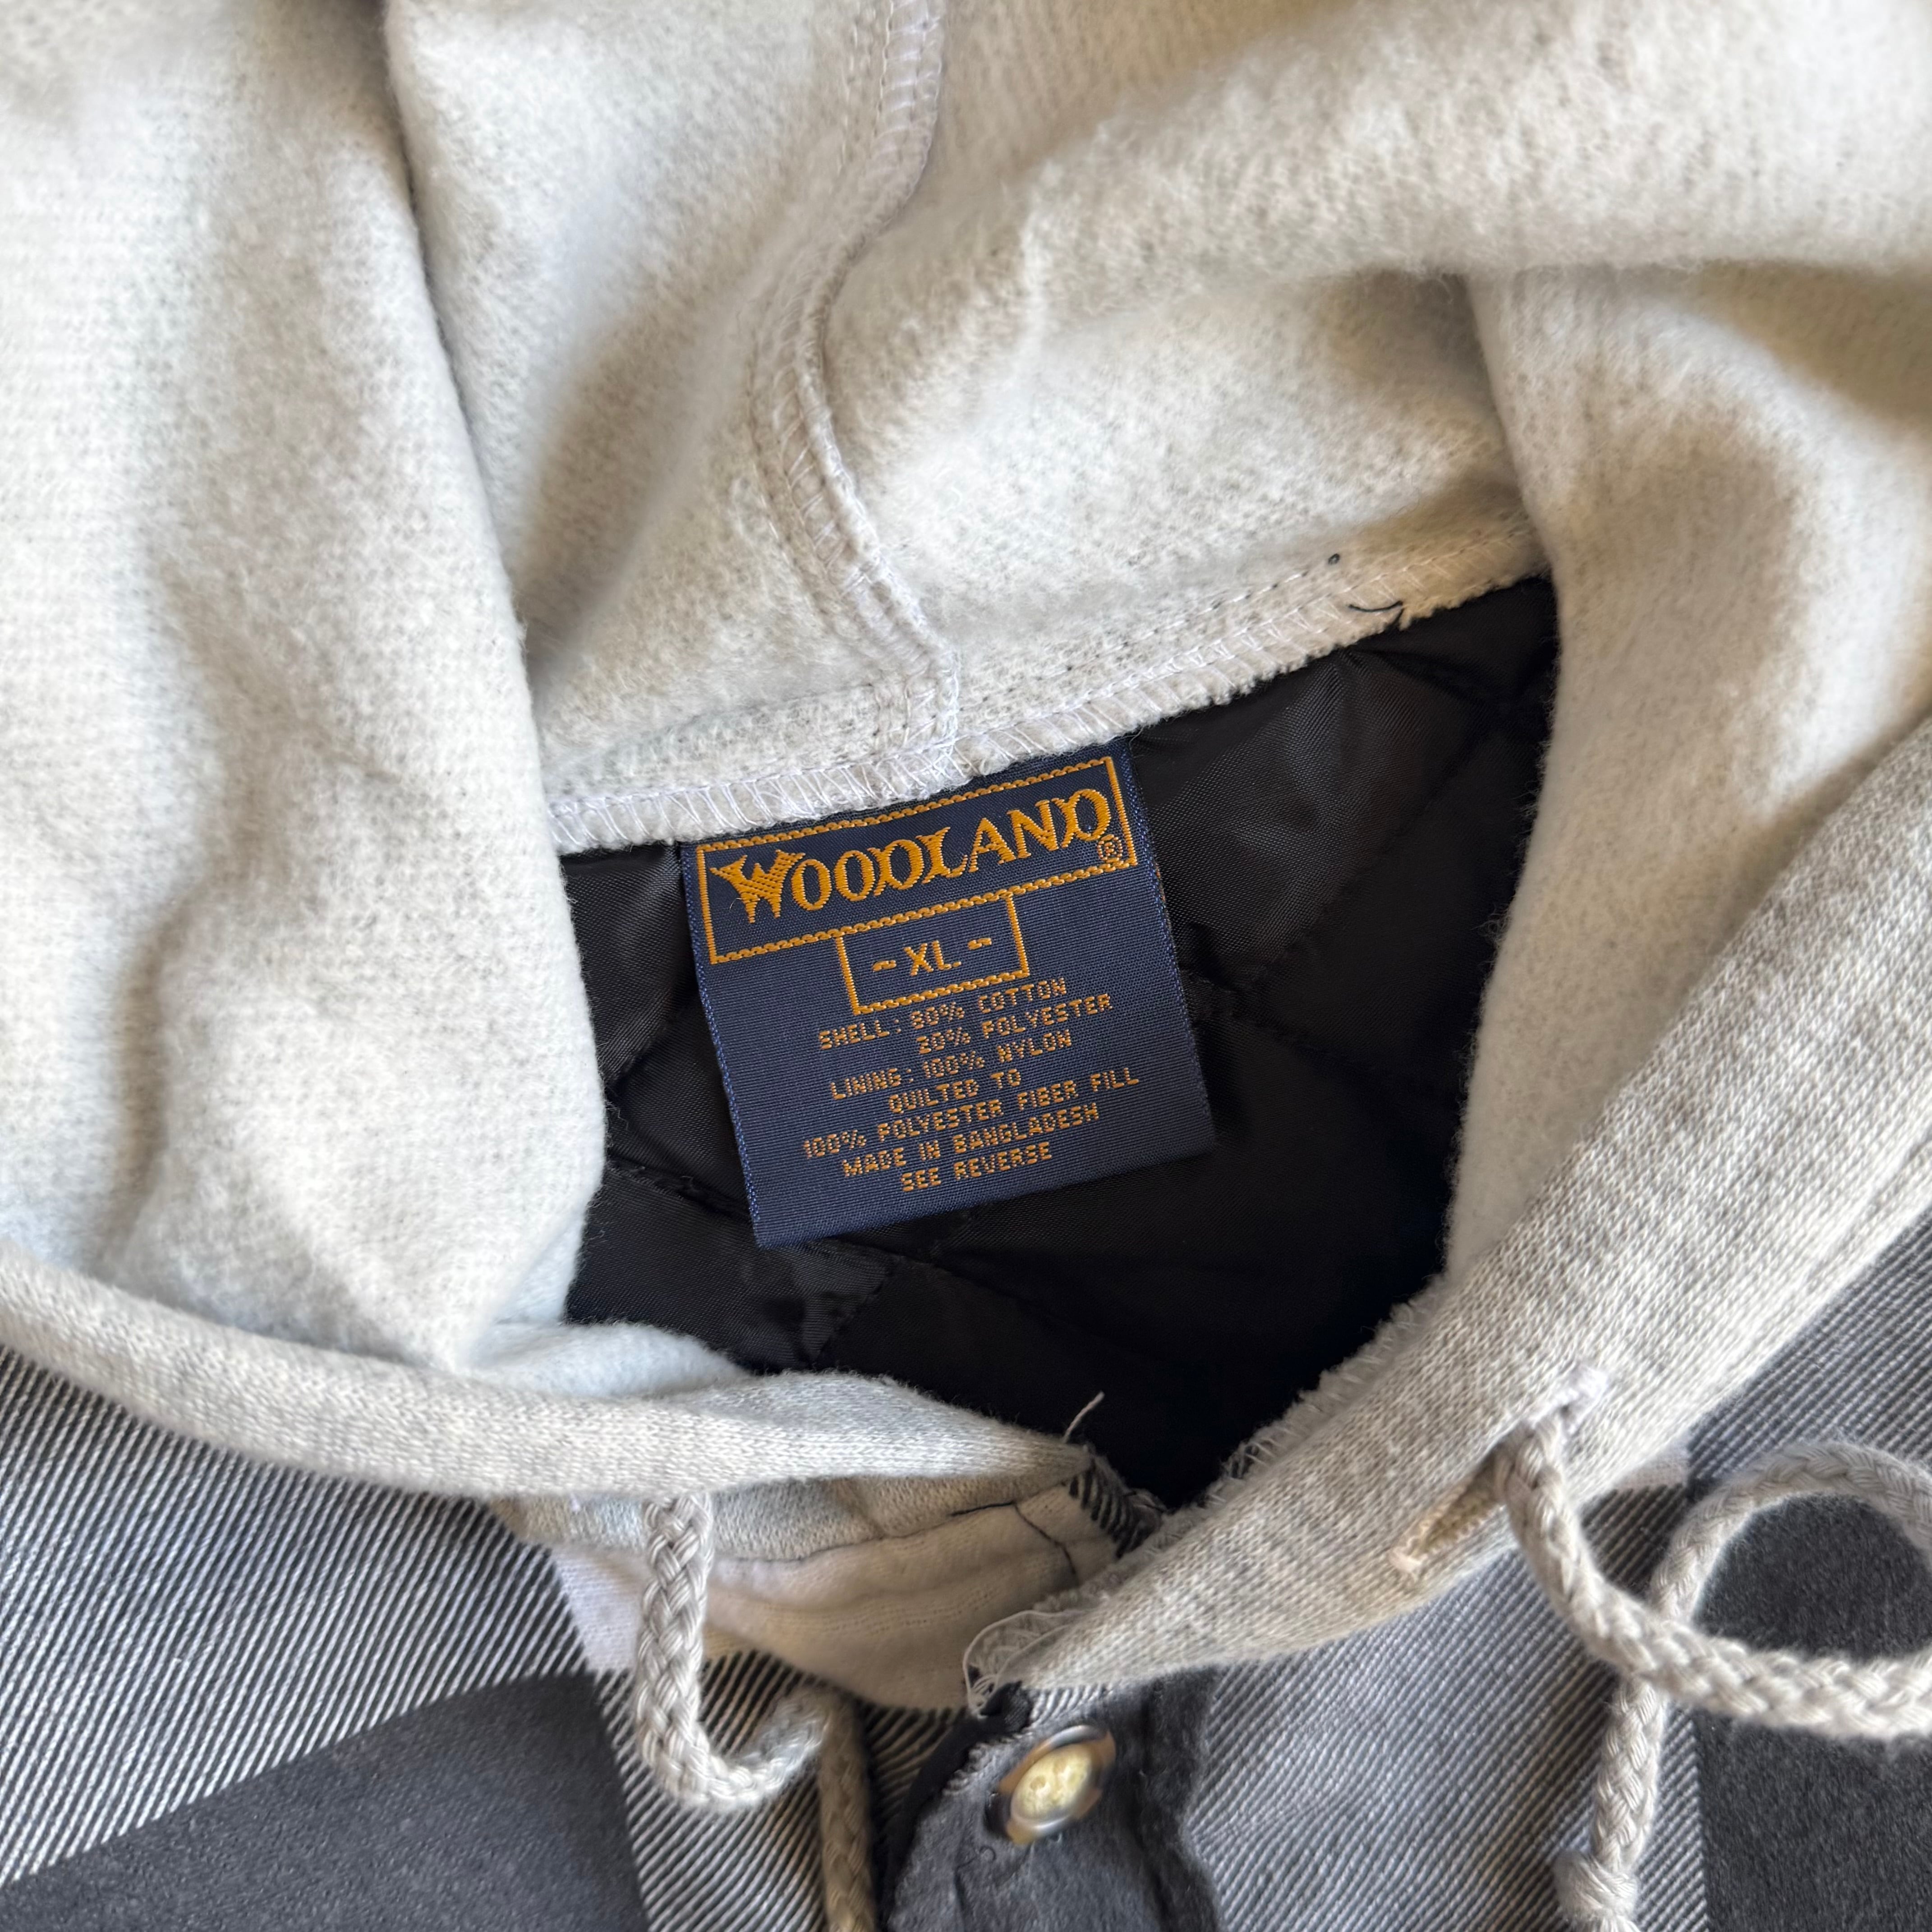 WOODLAND®
- XL -
SHELL: 80% COTTON
20% POLYESTER
LINING: 100% NYLON
QUILTED TO
100% POLYESTER FIBER FILL
MADE IN BANGLADESH
SEE REVERSE